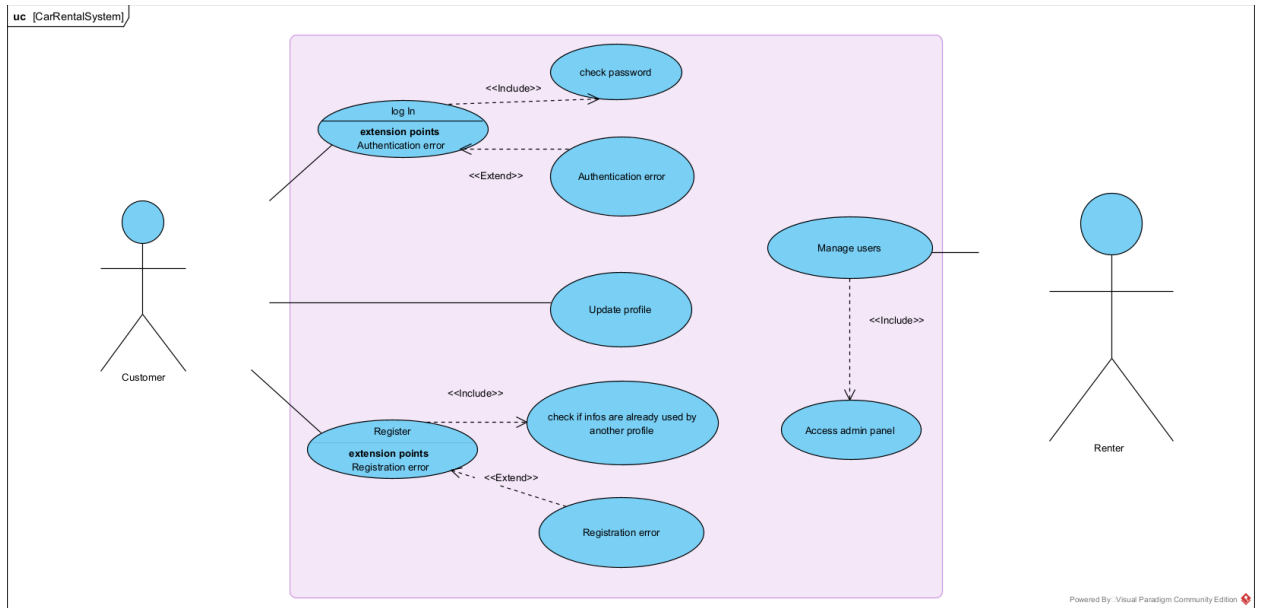 uc [CarRentalSystem]
check password
<<Include>>
log In
extension points
Authentication error
<<Extend>>
Authentication error
Manage users
Update profile
<<Include>>
Customer
<<Include>>
check if infos are already used by
another profile
Register
extension points
Registration error
Access admin panel
Renter
<<Extend>>
Registration error
Powered By: Visual Paradigm Community Edition